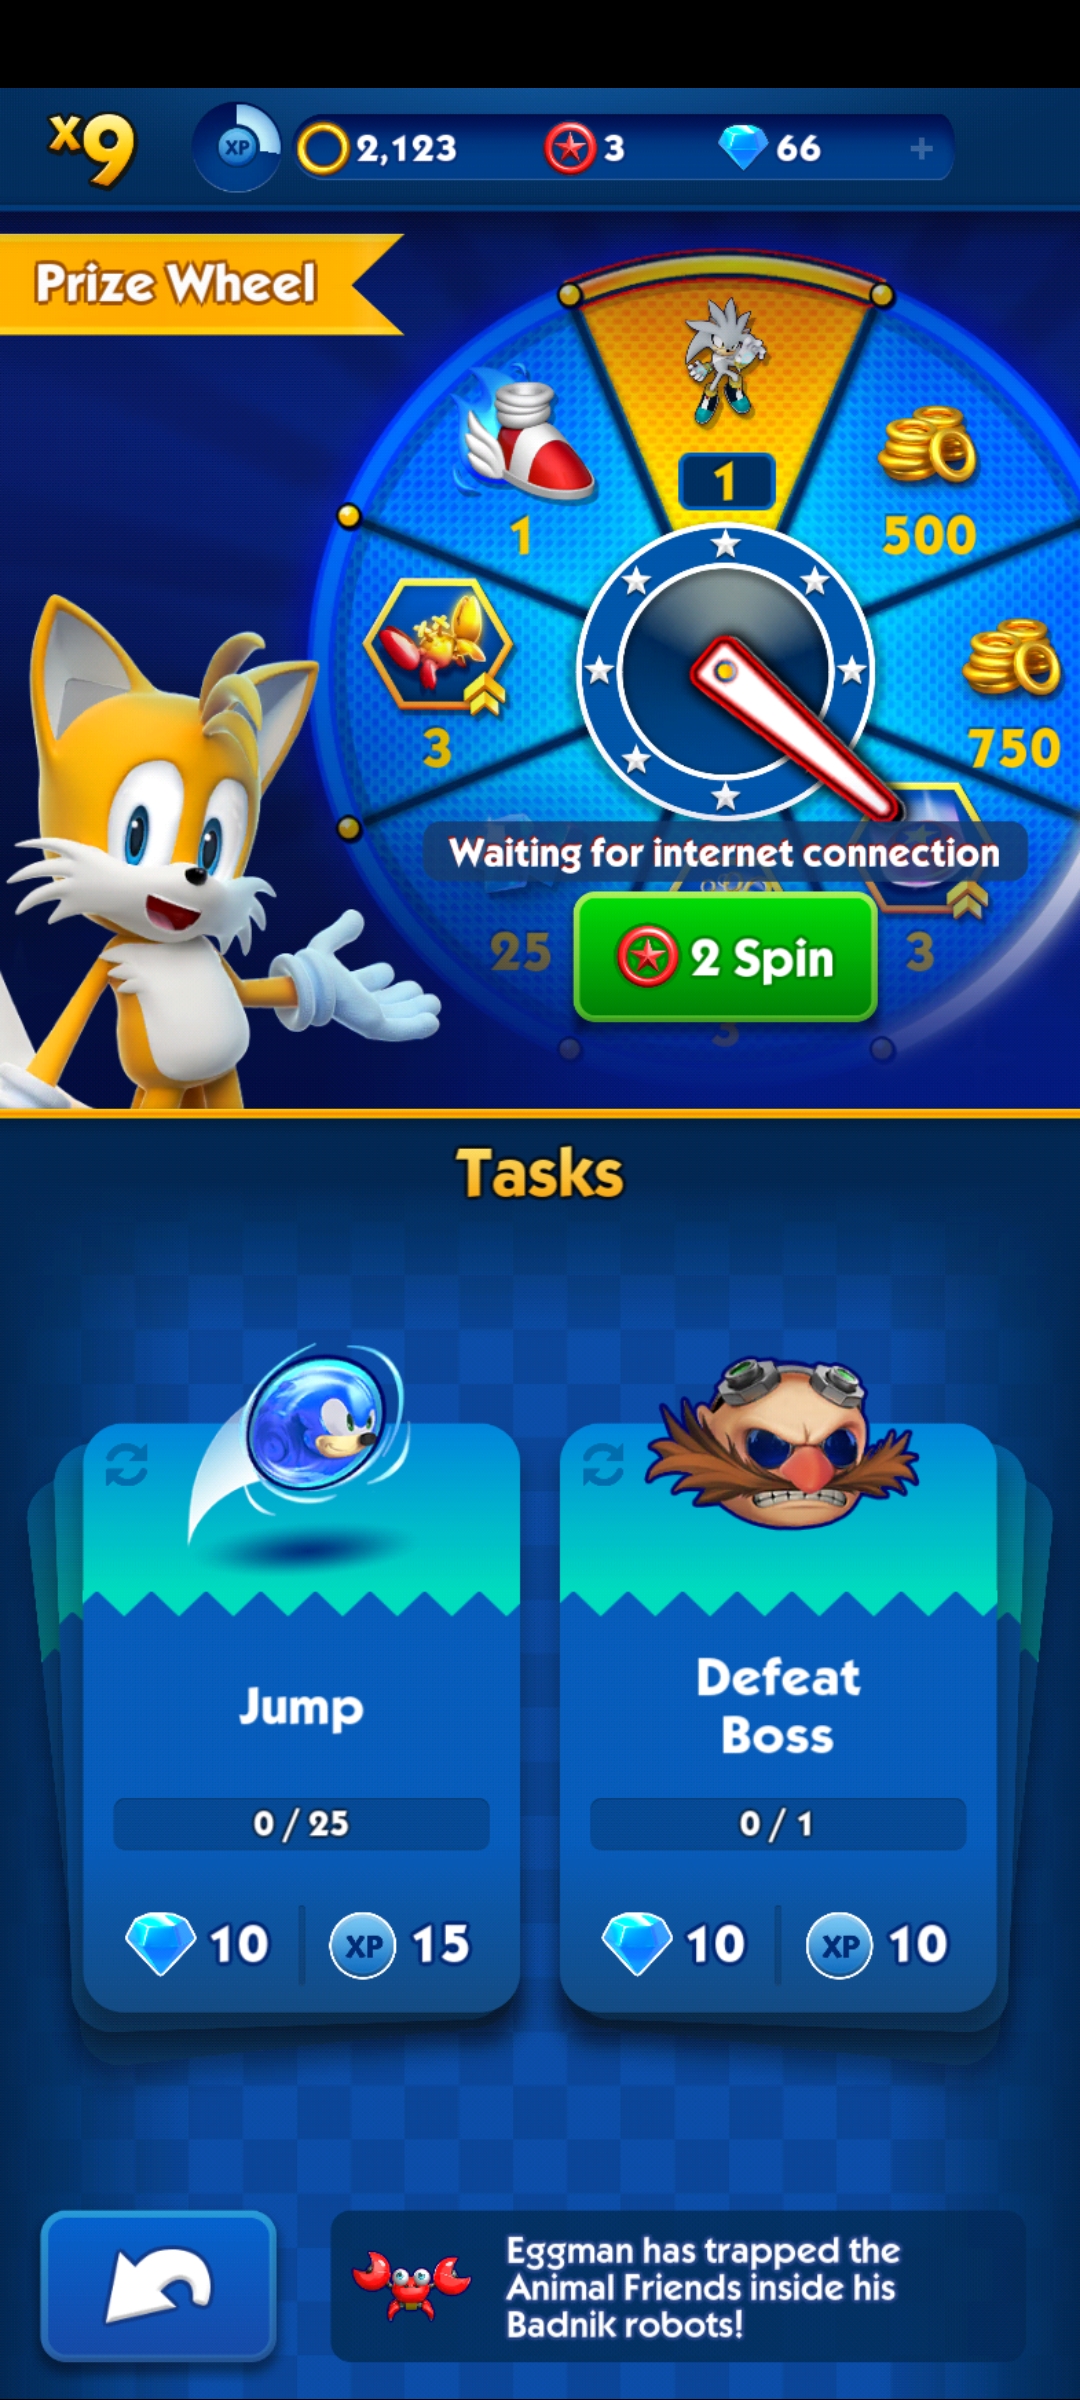 x9
XP
2,123
3
66
+
Prize Wheel
1
1
500
3
750
Waiting for internet connection
25
2 Spin
3
3
Tasks
Jump
Defeat
Boss
0 / 25
0 / 1
10
XP
15
10
XP
10
Eggman has trapped the
Animal Friends inside his
Badnik robots!